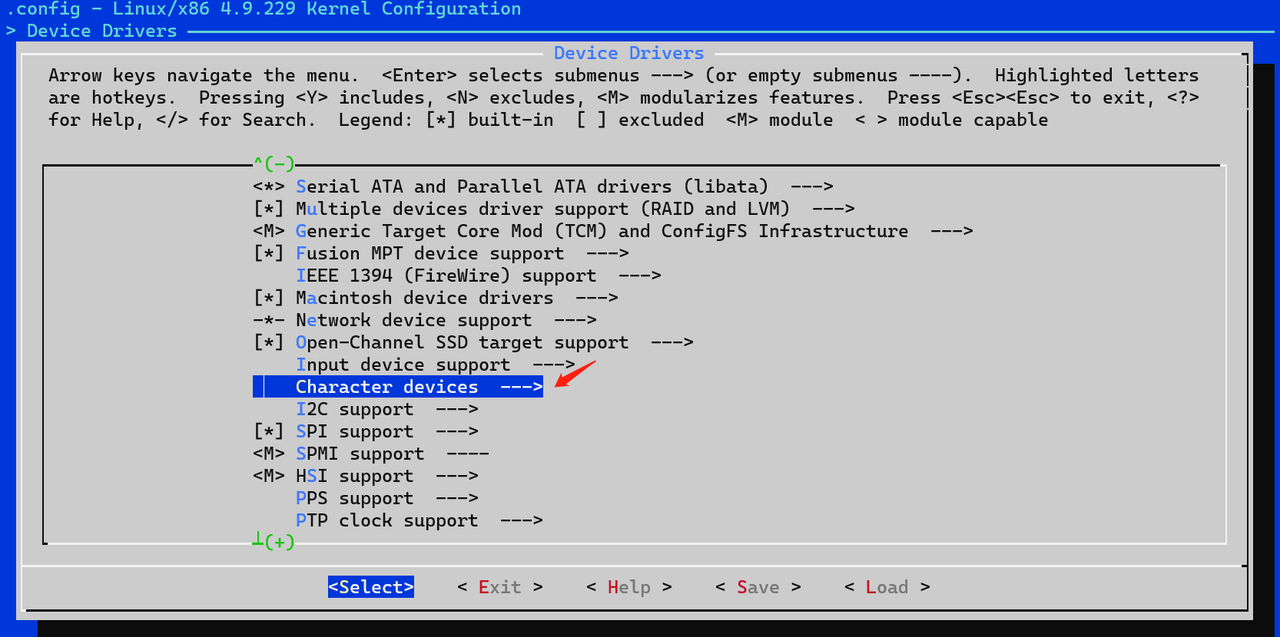 .config - Linux/x86 4.9.229 Kernel Configuration
> Device Drivers
Device Drivers
Arrow keys navigate the menu.  <Enter> selects submenus ---> (or empty submenus ----).  Highlighted letters
are hotkeys.  Pressing <Y> includes, <N> excludes, <M> modularizes features.  Press <Esc><Esc> to exit, <?>
for Help, </> for Search.  Legend: [*] built-in  [ ] excluded  <M> module  < > module capable
^(-)
<*> Serial ATA and Parallel ATA drivers (libata)  --->
[*] Multiple devices driver support (RAID and LVM)  --->
<M> Generic Target Core Mod (TCM) and ConfigFS Infrastructure  --->
[*] Fusion MPT device support  --->
IEEE 1394 (FireWire) support  --->
[*] Macintosh device drivers  --->
-*- Network device support  --->
[*] Open-Channel SSD target support  --->
Input device support  --->
Character devices  --->
I2C support  --->
[*] SPI support  --->
<M> SPMI support  ----
<M> HSI support  --->
PPS support  --->
PTP clock support  --->
┴(+)
<Select>    < Exit >    < Help >    < Save >    < Load >